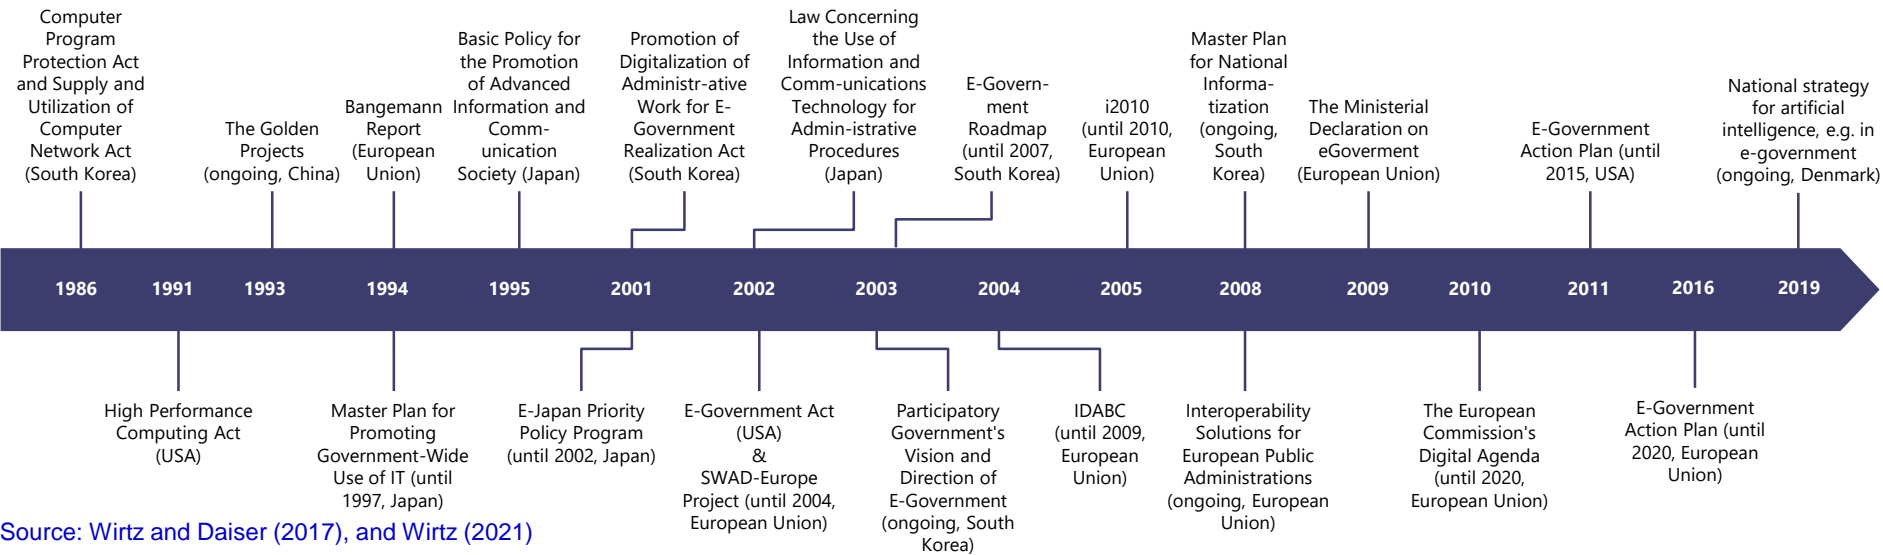 Computer
Program
Protection Act
and Supply and
Utilization of
Computer
Network Act
(South Korea)
The Golden
Projects
(ongoing, China)
Bangemann
Report
(European
Union)
Basic Policy for
the Promotion
of Advanced
Information and
Comm-
unication
Society (Japan)
Promotion of
Digitalization of
Administr-ative
Work for E-
Government
Realization Act
(South Korea)
Law Concerning
the Use of
Information and
Comm-unications
Technology for
Admin-istrative
Procedures
(Japan)
E-Govern-
ment
Roadmap
(until 2007,
South Korea)
i2010
(until 2010,
European
Union)
Master Plan
for National
Informa-
tization
(ongoing,
South
Korea)
The Ministerial
Declaration on
eGoverment
(European Union)
E-Government
Action Plan (until
2015, USA)
National strategy
for artificial
intelligence, e.g. in
e-government
(ongoing, Denmark)
1986 1991 1993 1994 1995 2001 2002 2003 2004 2005 2008 2009 2010 2011 2016 2019
High Performance
Computing Act
(USA)
Master Plan for
Promoting
Government-Wide
Use of IT (until
1997, Japan)
E-Japan Priority
Policy Program
(until 2002, Japan)
E-Government Act
(USA)
&
SWAD-Europe
Project (until 2004,
European Union)
Participatory
Government's
Vision and
Direction of
E-Government
(ongoing, South
Korea)
IDABC
(until 2009,
European
Union)
Interoperability
Solutions for
European Public
Administrations
(ongoing, European
Union)
The European
Commission's
Digital Agenda
(until 2020,
European Union)
E-Government
Action Plan (until
2020, European
Union)
Source: Wirtz and Daiser (2017), and Wirtz (2021)